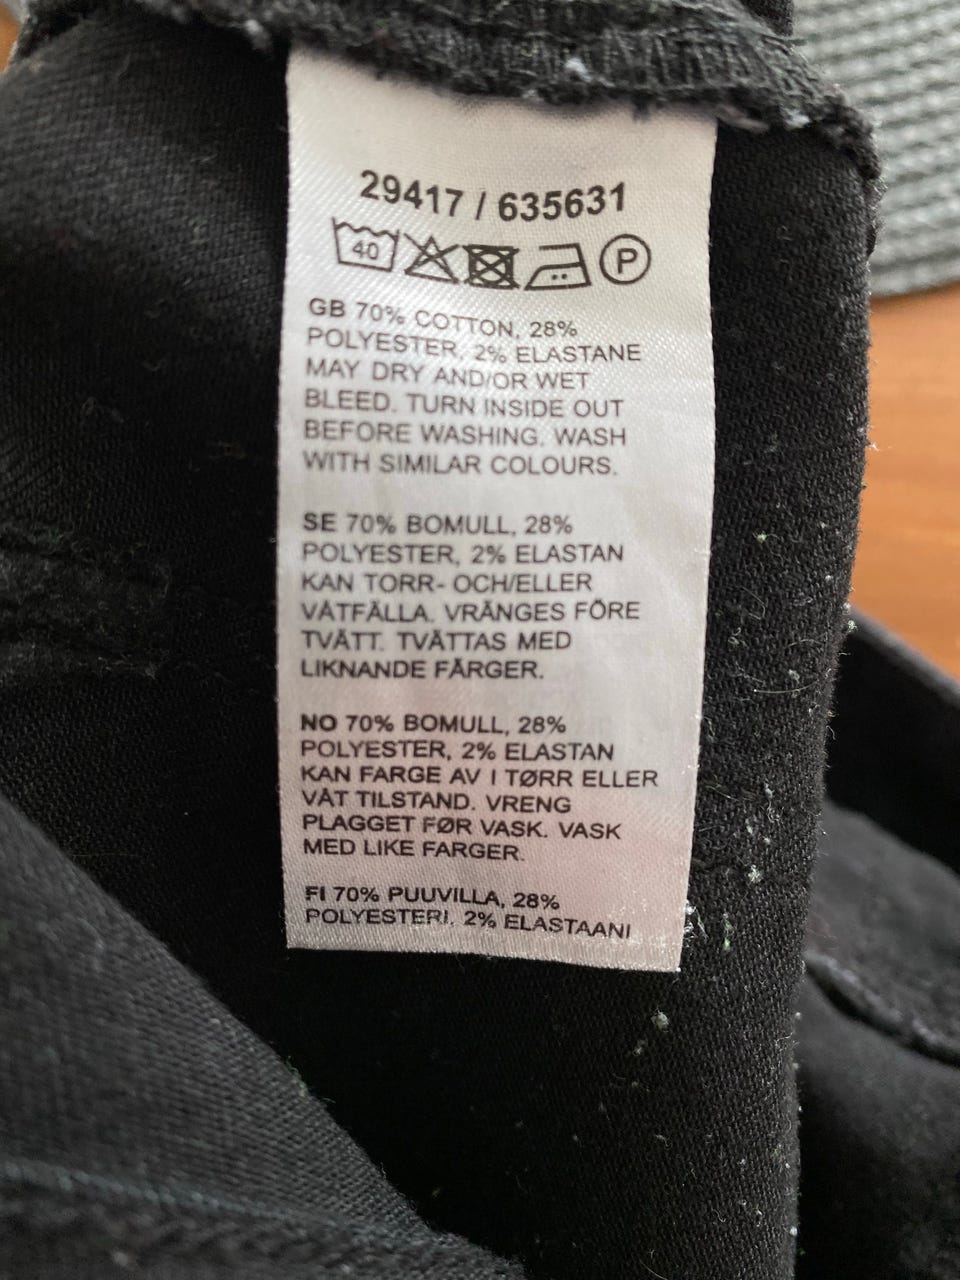 29417 / 635631
40 P
GB 70% COTTON, 28%
POLYESTER, 2% ELASTANE
MAY DRY AND/OR WET
BLEED. TURN INSIDE OUT
BEFORE WASHING. WASH
WITH SIMILAR COLOURS.
SE 70% BOMULL, 28%
POLYESTER, 2% ELASTAN
KAN TORR- OCH/ELLER
VÅTFÄLLA. VRÄNGES FÖRE
TVÄTT. TVÄTTAS MED
LIKNANDE FÄRGER.
NO 70% BOMULL, 28%
POLYESTER, 2% ELASTAN
KAN FARGE AV I TØRR ELLER
VÅT TILSTAND. VRENG
PLAGGET FØR VASK. VASK
MED LIKE FARGER.
FI 70% PUUVILLA, 28%
POLYESTERI, 2% ELASTAANI